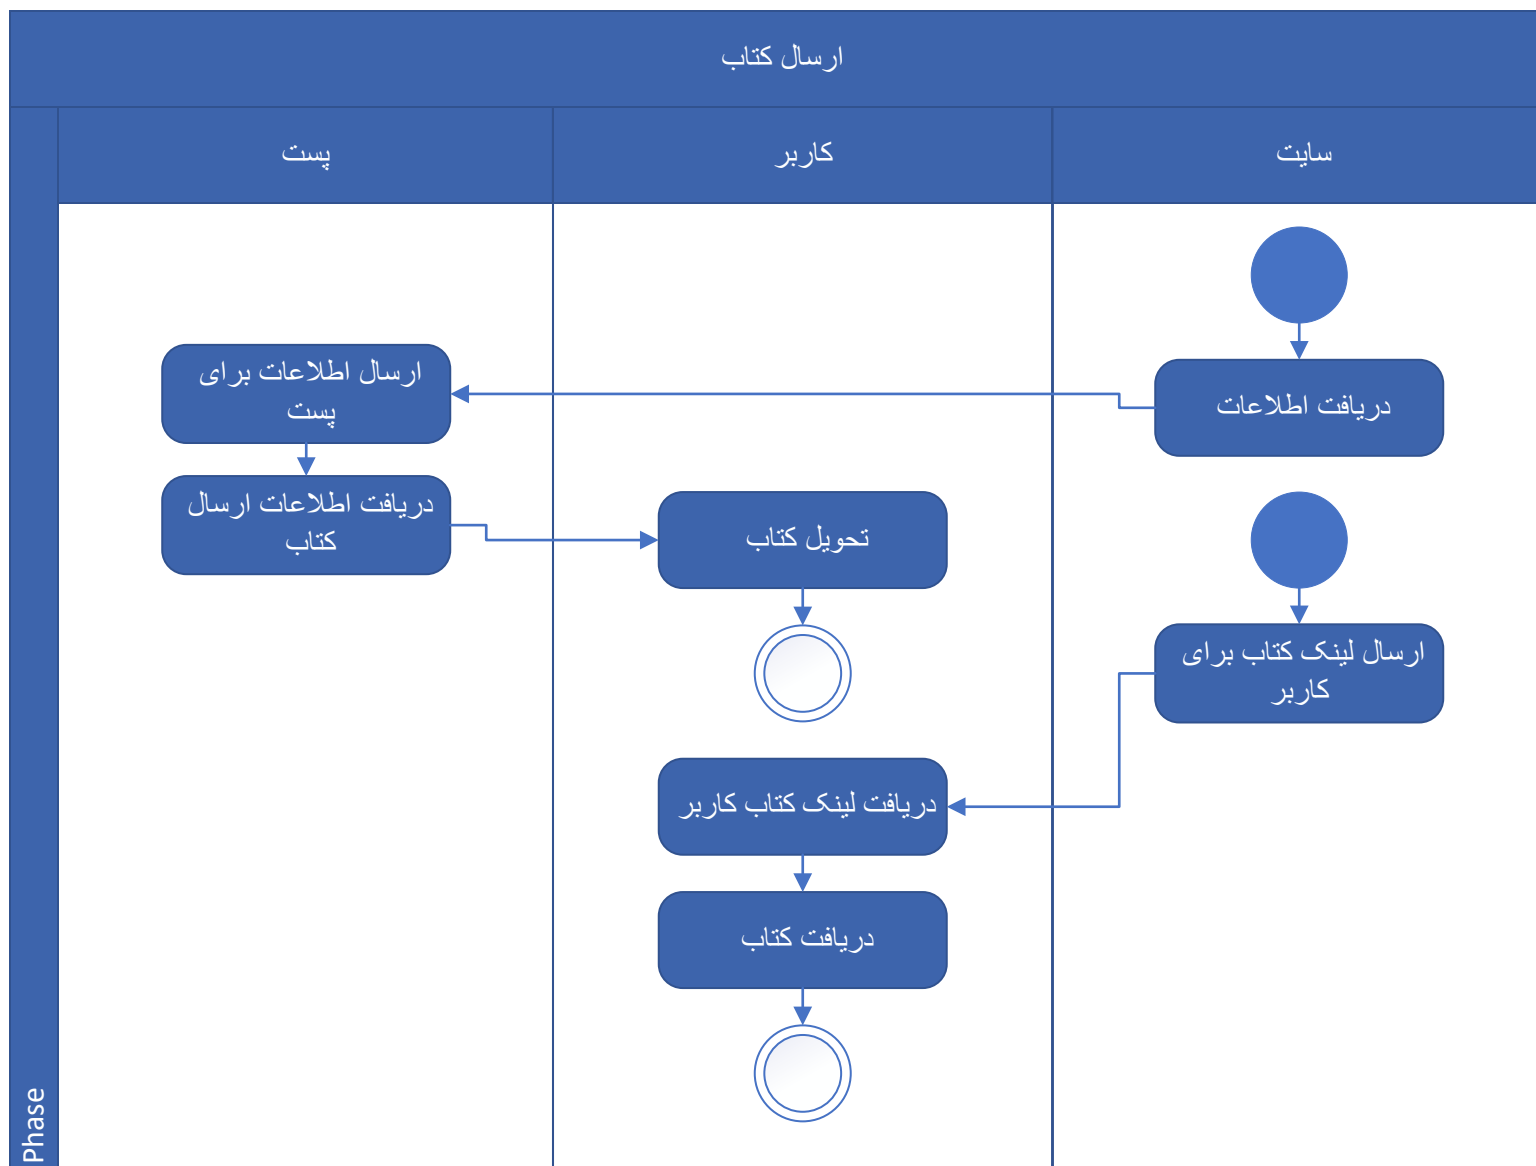 ارسال کتاب
سایت
کاربر
پست
دریافت اطلاعات
ارسال اطلاعات برای
پست
دریافت اطلاعات ارسال
کتاب
تحویل کتاب
ارسال لینک کتاب برای
کاربر
دریافت لینک کتاب کاربر
دریافت کتاب
Phase